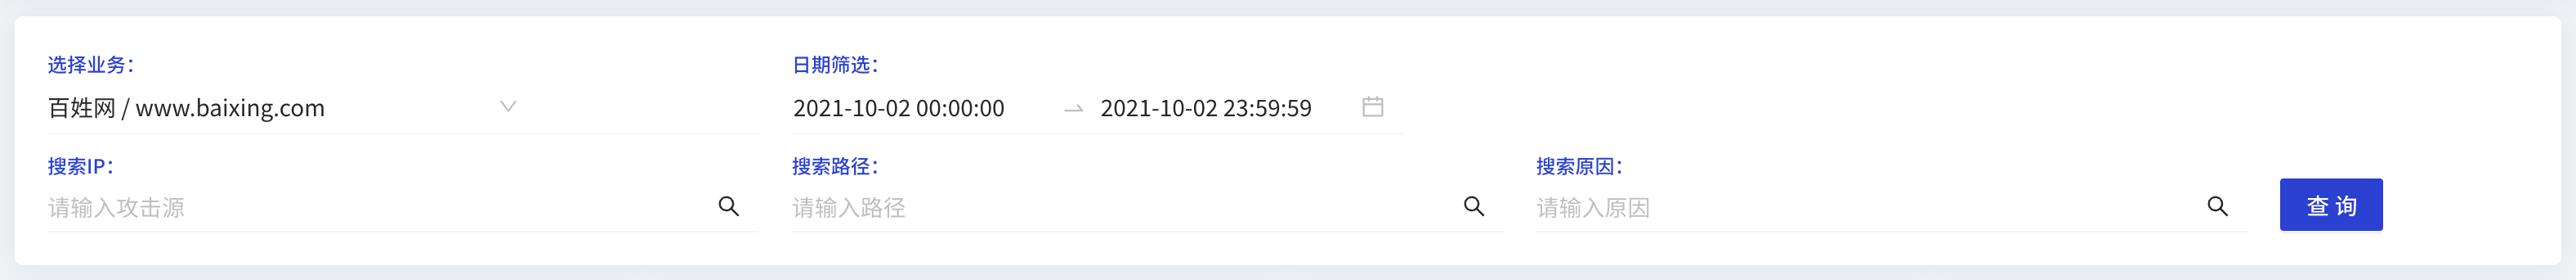 选择业务：
日期筛选：
百姓网 / www.baixing.com
2021-10-02 00:00:00
2021-10-02 23:59:59
搜索IP：
搜索路径：
搜索原因：
请输入攻击源
请输入路径
请输入原因
查 询